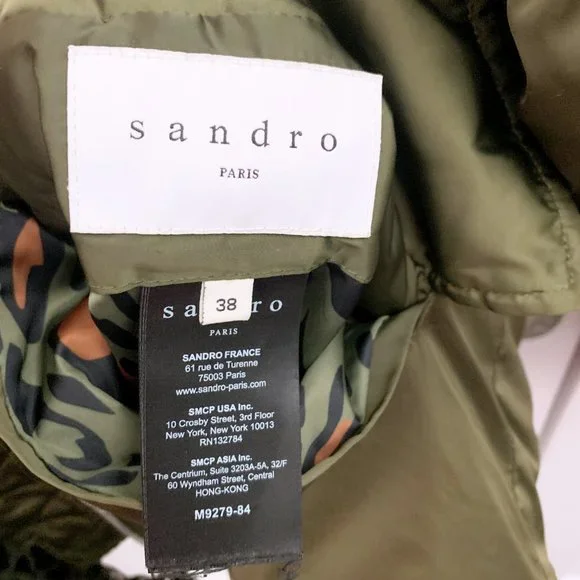 sandro
PARIS
38
sa ro
PARIS
SANDRO FRANCE
61 rue de Turenne
75003 Paris
www.sandro-paris.com
SMCP USA Inc.
10 Crosby Street, 3rd Floor
New York, New York 10013
RN132784
SMCP ASIA Inc.
The Centrium, Suite 3203A-5A, 32/F
60 Wyndham Street, Central
HONG-KONG
M9279-84